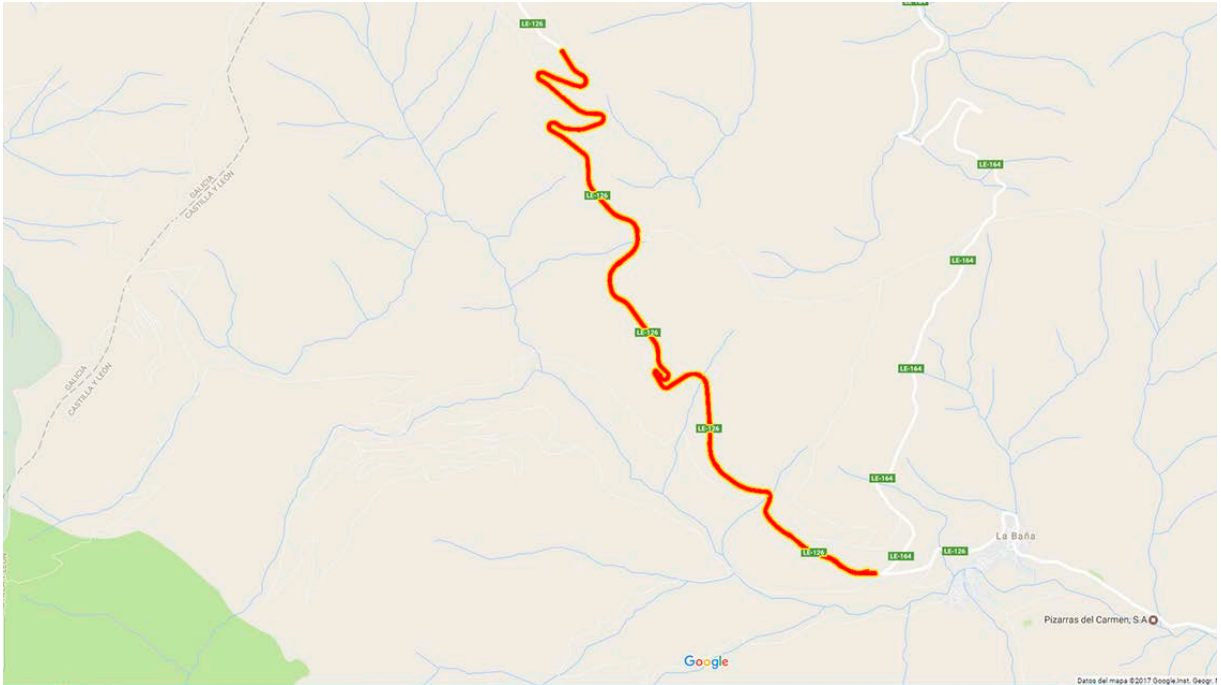 LE-126
LE-164
LE-164
LE-126
GALICIA
CASTILLA Y LEÓN
LE-164
LE-126
LE-164
GALICIA
CASTILLA Y LEÓN
LE-126
LE-164
La Baña
LE-126
LE-126
LE-164
Pizarras del Carmen, S.A
Google
Datos del mapa ©2017 Google,Inst. Geogr. N